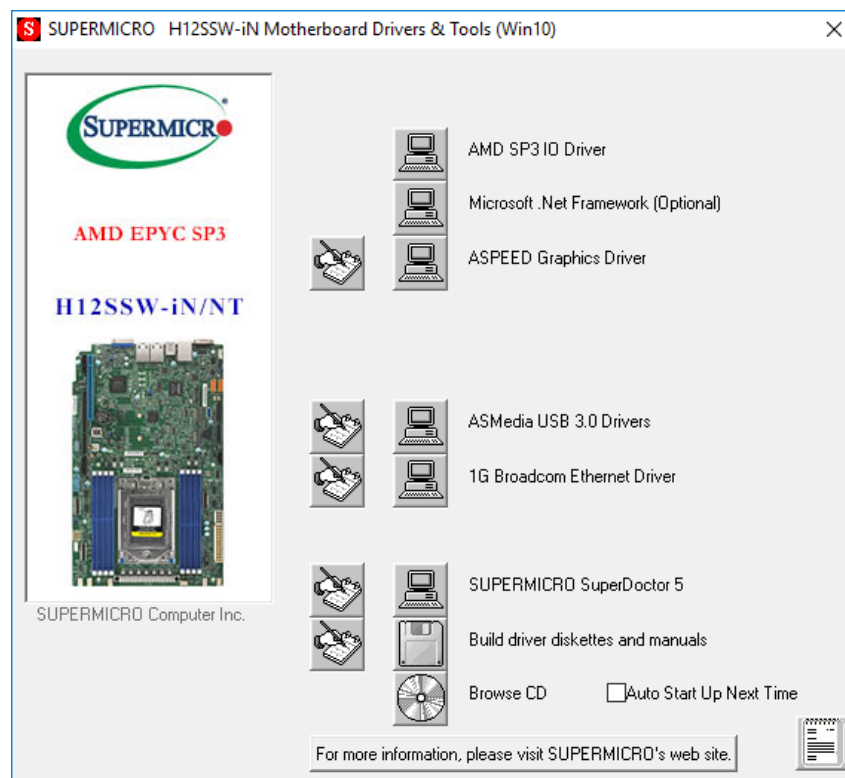 SUPERMICRO H12SSW-iN Motherboard Drivers & Tools (Win10)
SUPERMICR
AMD EPYC SP3
H12SSW-iN/NT
SUPERMICRO Computer Inc.
AMD SP3 IO Driver
Microsoft .Net Framework (Optional)
ASPEED Graphics Driver
ASMedia USB 3.0 Drivers
1G Broadcom Ethernet Driver
SUPERMICRO SuperDoctor 5
Build driver diskettes and manuals
Browse CD Auto Start Up Next Time
For more information, please visit SUPERMICRO's web site.